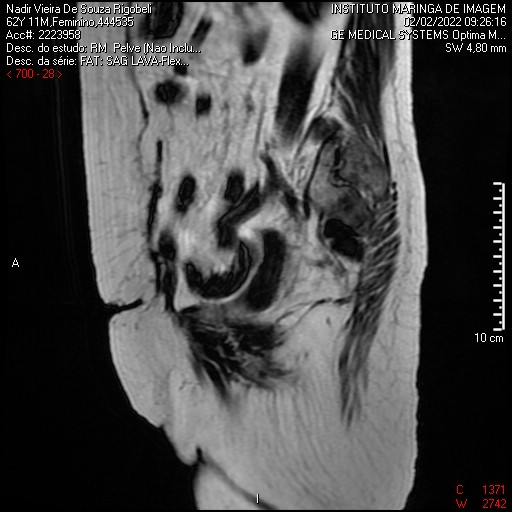 Nadir Vieira De Souza Rigobeli
62Y 11M,Feminino,444535
Acc#: 2223958
Desc. do estudo: RM Pelve (Nao Inclu...
Desc. da série: FAT: SAG LAVA-Flex...
< 700 - 28 >
INSTITUTO MARINGA DE IMAGEM
02/02/2022 09:26:16
GE MEDICAL SYSTEMS Optima M...
SW 4,80 mm
A
10 cm
I
C 1371
W 2742